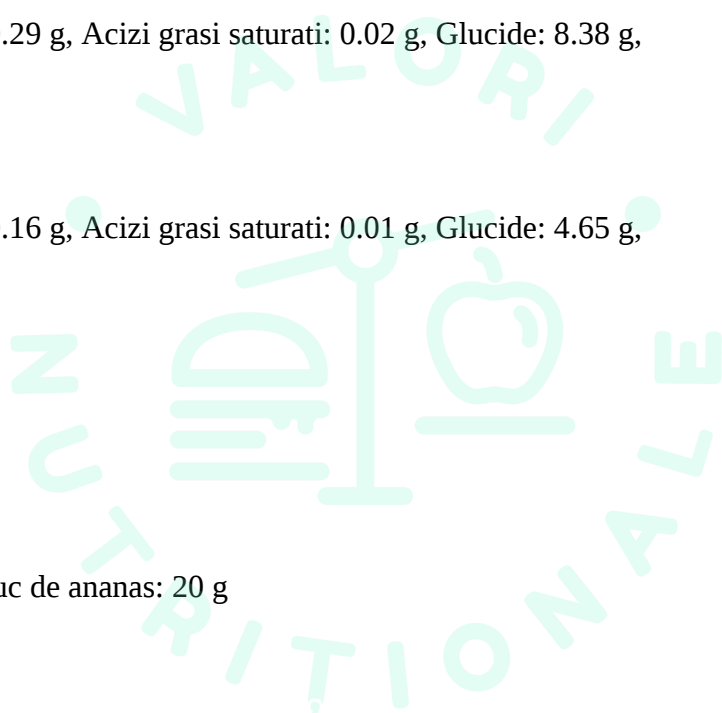 .29 g, Acizi grasi saturati: 0.02 g, Glucide: 8.38 g,
.16 g, Acizi grasi saturati: 0.01 g, Glucide: 4.65 g,
uc de ananas: 20 g
VALORI
NUTRIȚIONALE